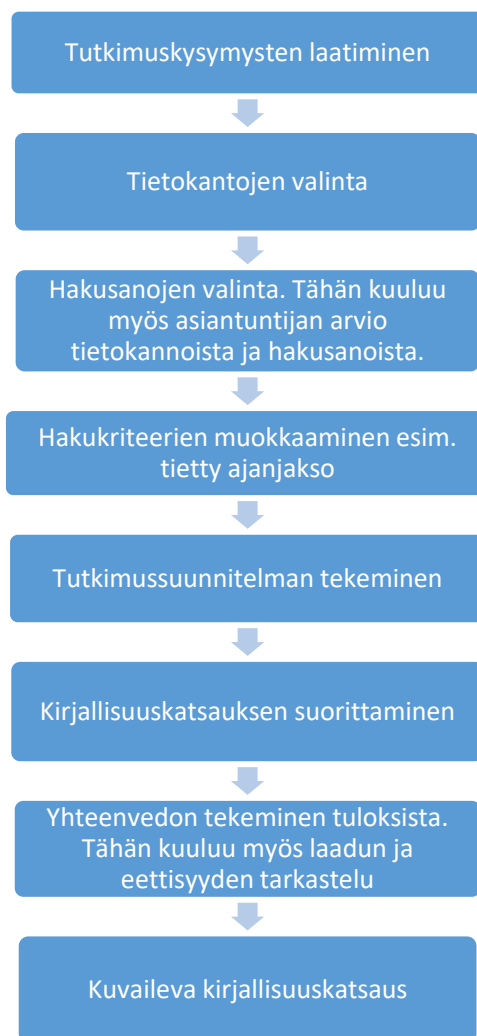 Tutkimuskysymysten laatiminen
Tietokantojen valinta
Hakusanojen valinta. Tähän kuuluu
myös asiantuntijan arvio
tietokannoista ja hakusanoista.
Hakukriteerien muokkaaminen esim.
tietty ajanjakso
Tutkimussuunnitelman tekeminen
Kirjallisuuskatsauksen suorittaminen
Yhteenvedon tekeminen tuloksista.
Tähän kuuluu myös laadun ja
eettisyyden tarkastelu
Kuvaileva kirjallisuuskatsaus